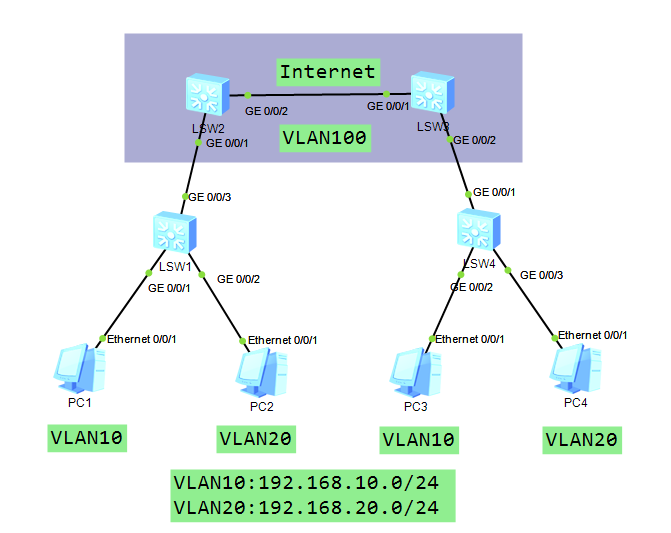 Internet
LSW2
GE 0/0/2
GE 0/0/1
LSW3
GE 0/0/1
VLAN100
GE 0/0/2
GE 0/0/3
GE 0/0/1
LSW1
LSW4
GE 0/0/1
GE 0/0/2
GE 0/0/2
GE 0/0/3
Ethernet 0/0/1
Ethernet 0/0/1
Ethernet 0/0/1
Ethernet 0/0/1
PC1
PC2
PC3
PC4
VLAN10
VLAN20
VLAN10
VLAN20
VLAN10:192.168.10.0/24
VLAN20:192.168.20.0/24